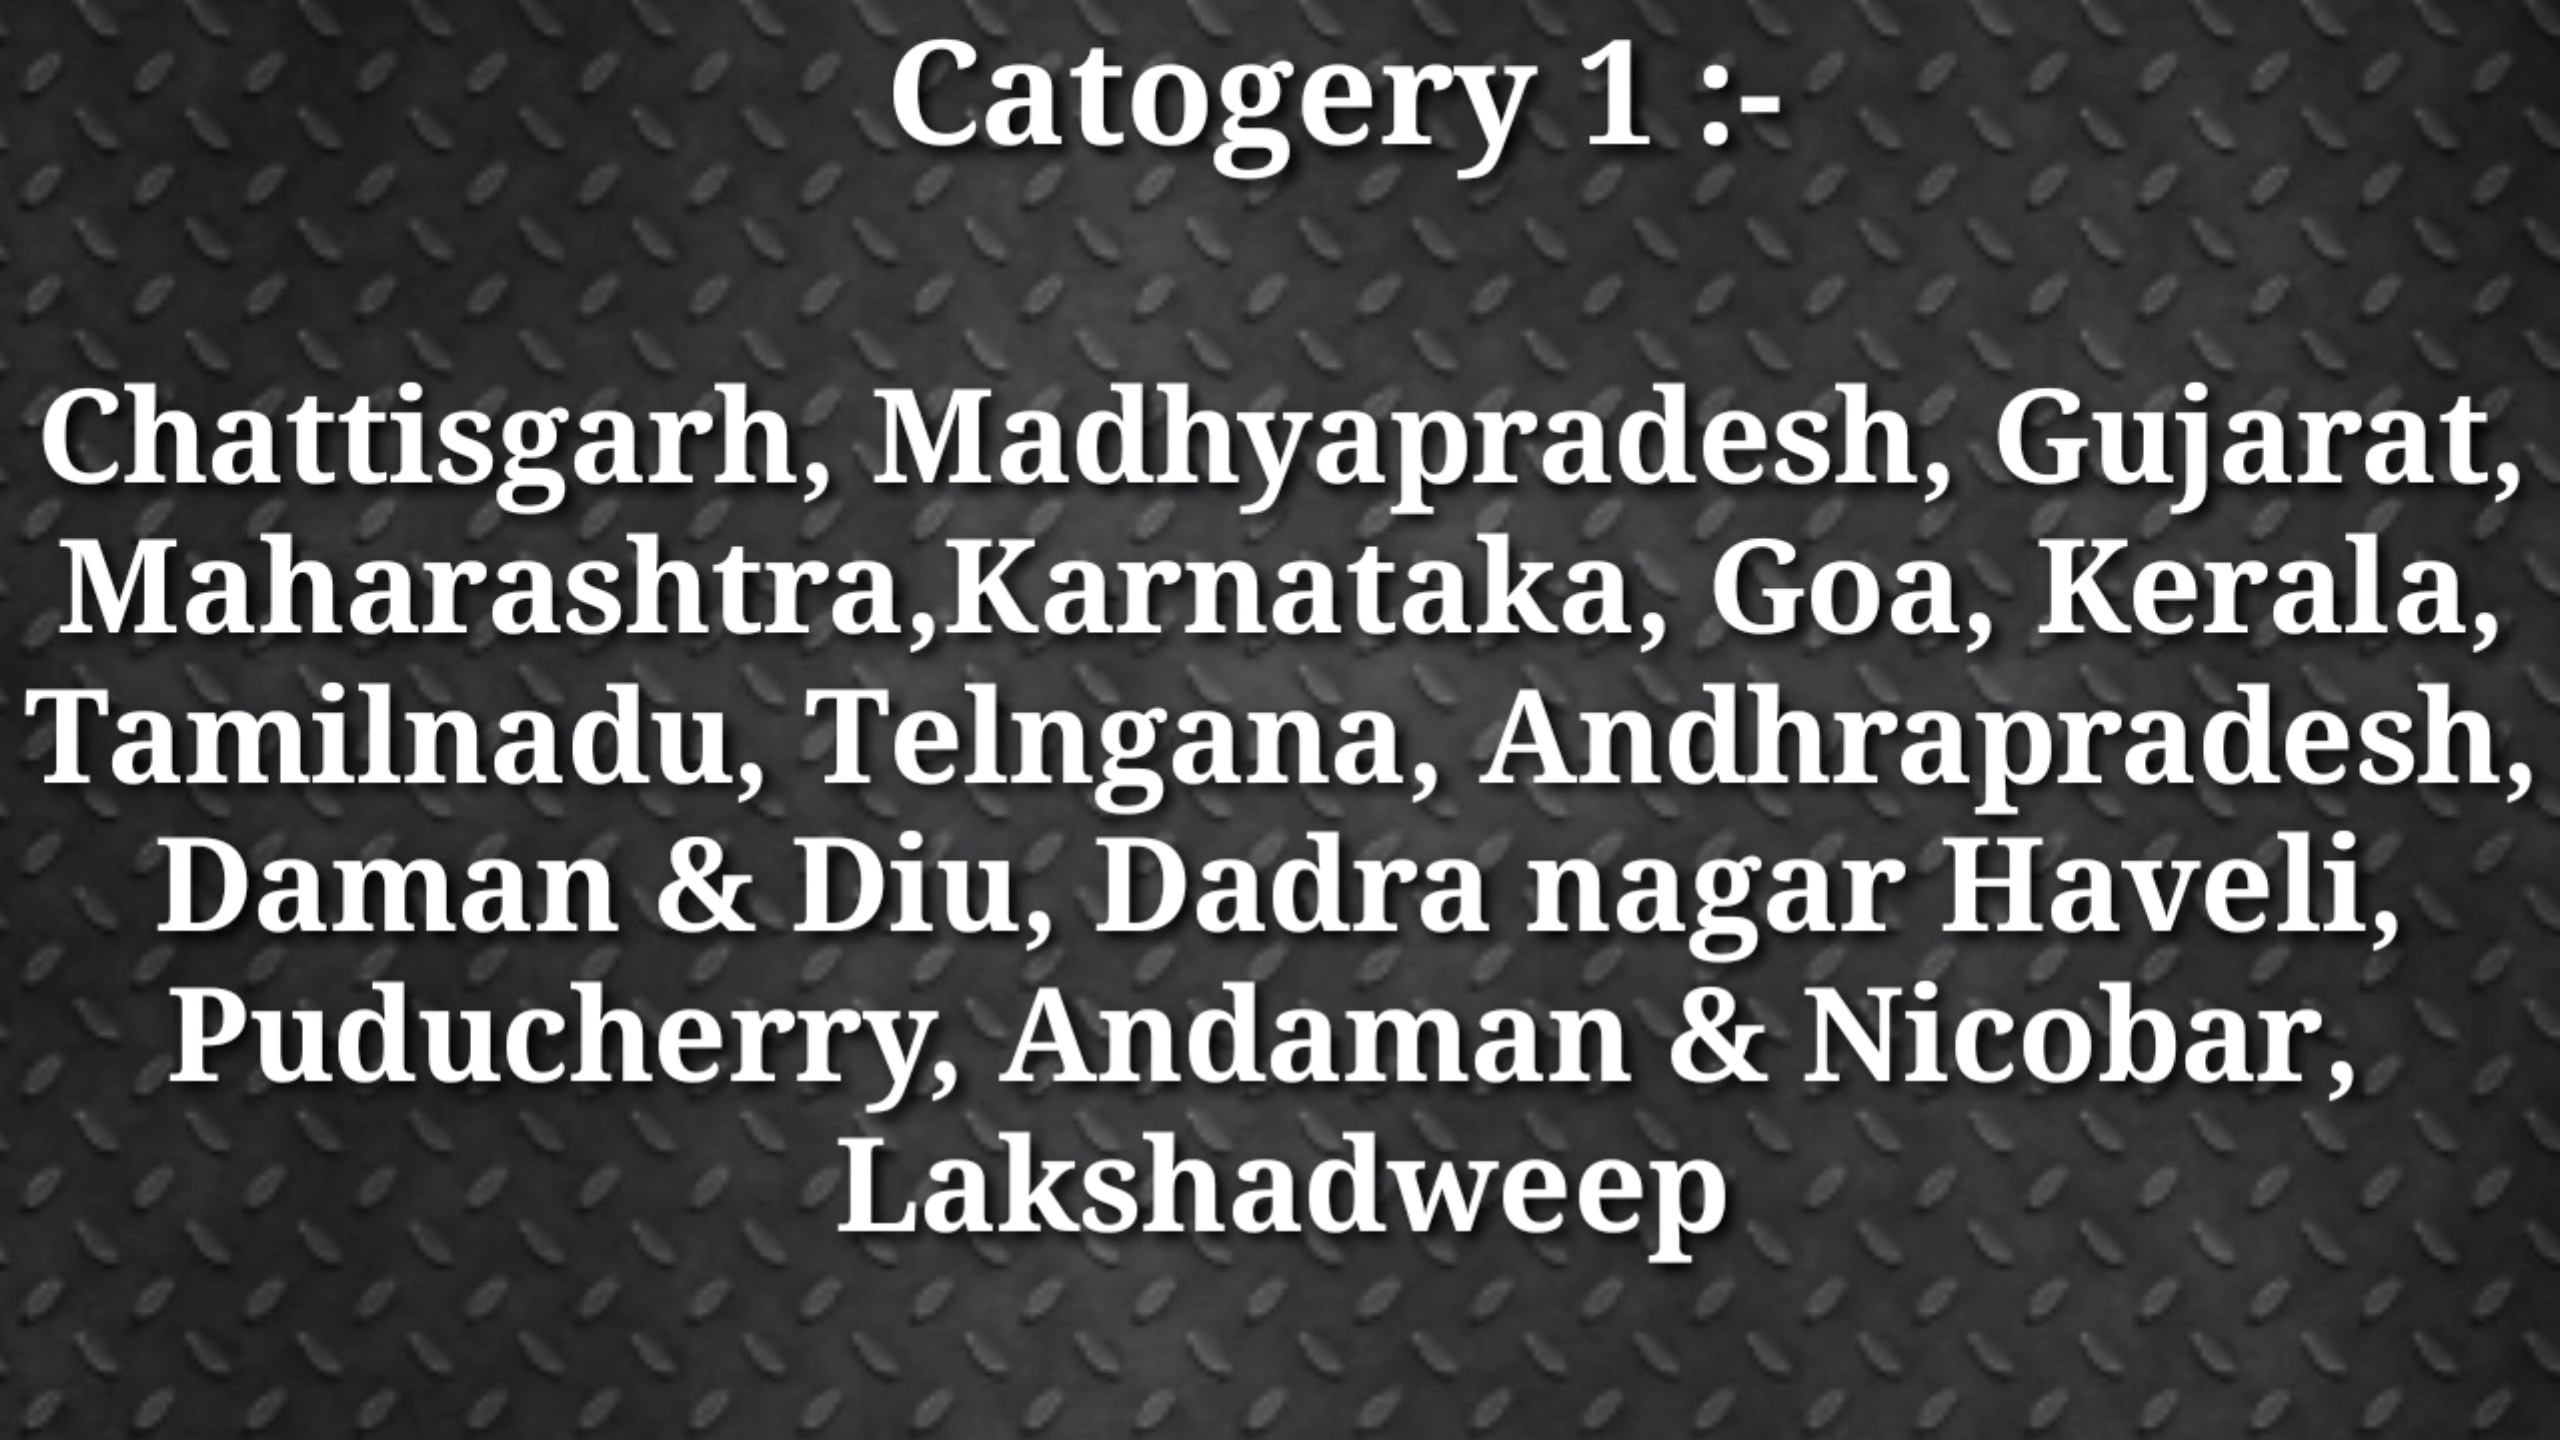 Catogery 1 :-
Chattisgarh, Madhyapradesh, Gujarat,
Maharashtra,Karnataka, Goa, Kerala,
Tamilnadu, Telngana, Andhrapradesh,
Daman & Diu, Dadra nagar Haveli,
Puducherry, Andaman & Nicobar,
Lakshadweep